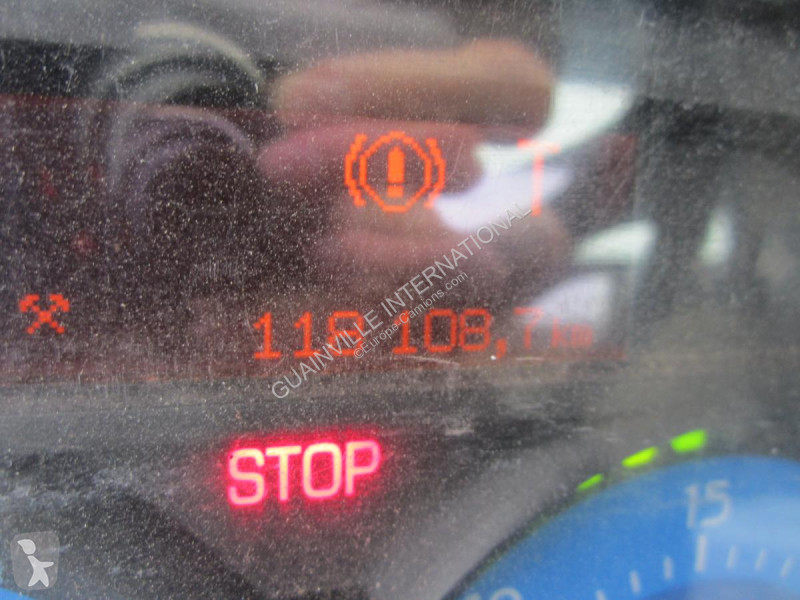 T
118 108,7 km
GUAINVILLE INTERNATIONAL
©Europa-Camions.com
STOP
15